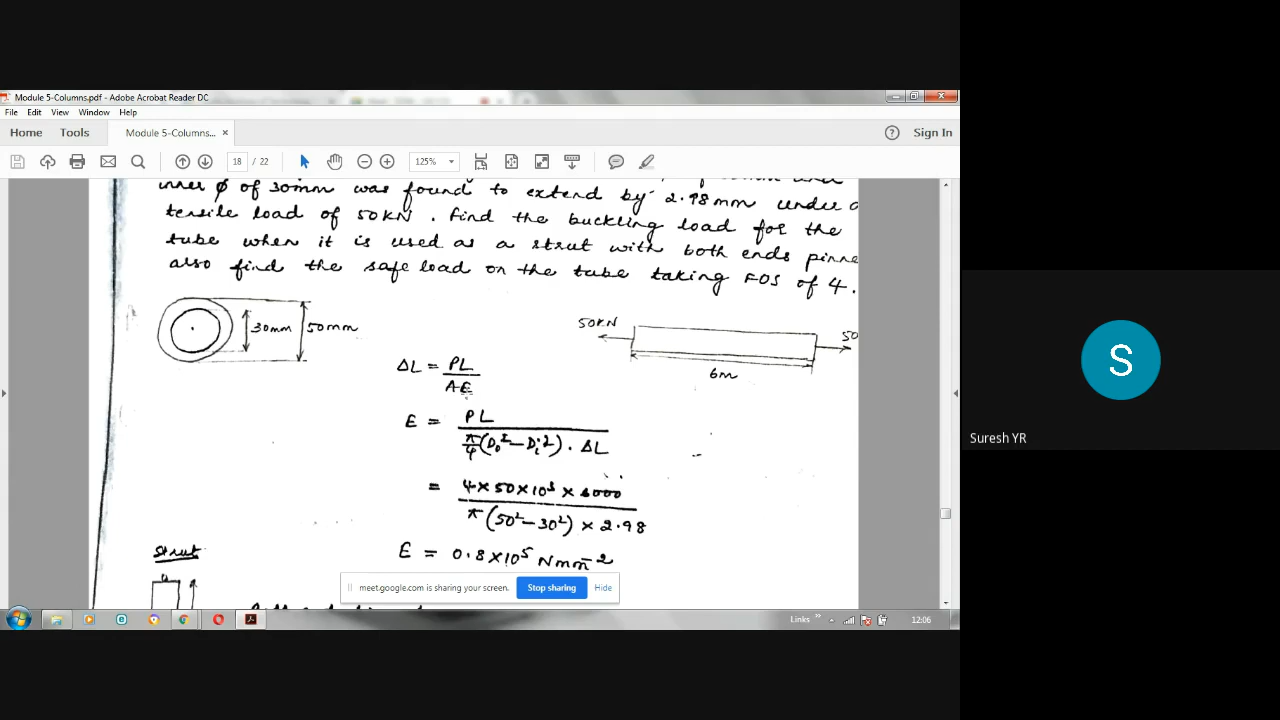 Module 5-Columns.pdf - Adobe Acrobat Reader DC
File Edit View Window Help
Home Tools Module 5-Columns... × Sign In
18 / 22 125%
inner φ of 30mm was found to extend by 2.98mm under a
tensile load of 50KN. Find the buckling load for the
tube when it is used as a strut with both ends pinne
also find the safe load on the tube taking FOS of 4.
30mm 50mm
50KN 50
6m
ΔL = PL / AE
E = PL / π/4 (Do² - Di²) . ΔL
= 4 × 50 × 10³ × 6000 / π (50² - 30²) × 2.98
E = 0.8 × 10⁵ Nmm⁻²
Strut
meet.google.com is sharing your screen. Stop sharing Hide
Links » 12:06
S
Suresh YR